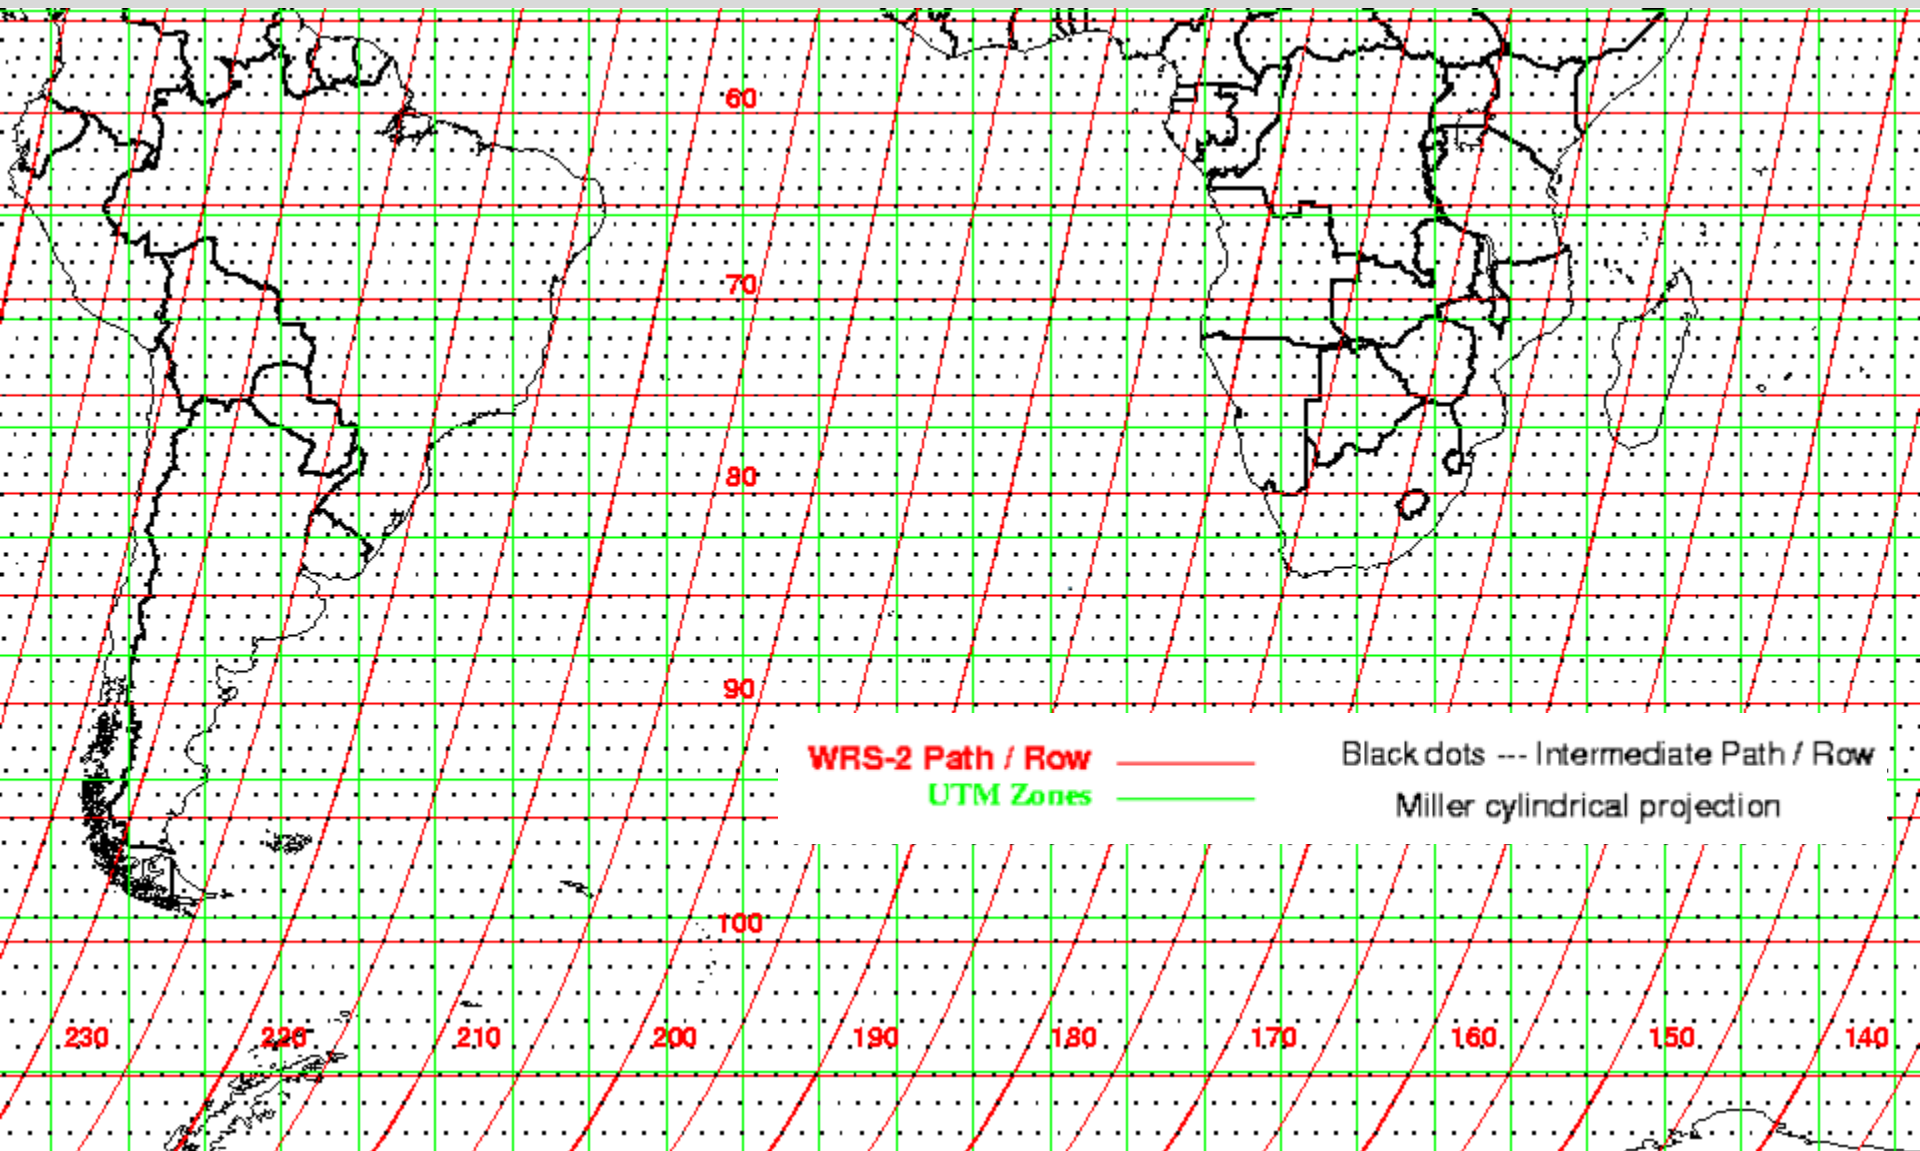 60
70
80
90
WRS-2 Path / Row
Black dots --- Intermediate Path / Row
UTM Zones
Miller cylindrical projection
100
230 220 210 200 190 180 170 160 150 140